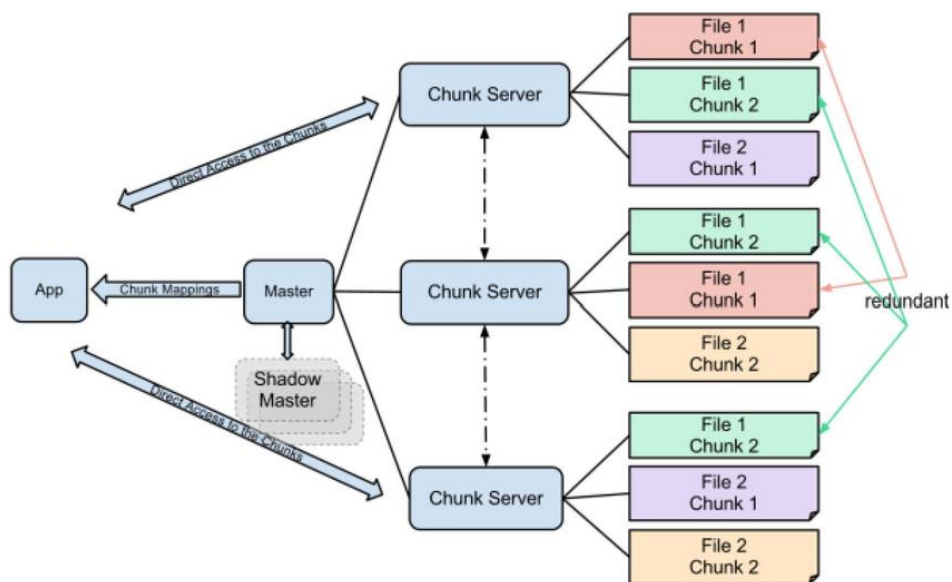 File 1
Chunk 1
Chunk Server
File 1
Chunk 2
File 2
Chunk 1
Direct Access to the Chunks
File 1
Chunk 2
App
Chunk Mappings
Master
Chunk Server
File 1
Chunk 1
redundant
File 2
Chunk 2
Shadow
Master
Direct Access to the Chunks
File 1
Chunk 2
Chunk Server
File 2
Chunk 1
File 2
Chunk 2